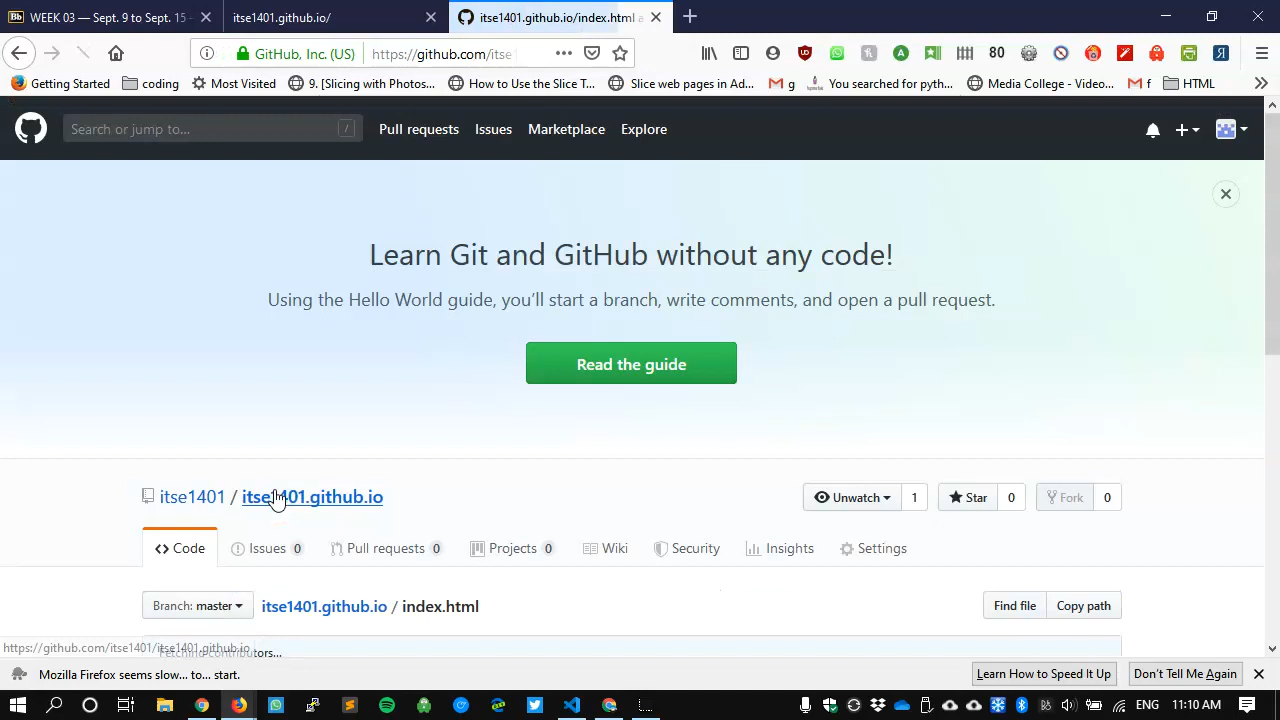 WEEK 03 — Sept. 9 to Sept. 15 -
itse1401.github.io/
itse1401.github.io/index.html a
GitHub, Inc. (US)
https://github.com/itse
80
Getting Started
coding
Most Visited
9. [Slicing with Photos...
How to Use the Slice T...
Slice web pages in Ad...
g
You searched for pyth...
Media College - Video...
f
HTML
Search or jump to...
/
Pull requests
Issues
Marketplace
Explore
Learn Git and GitHub without any code!
Using the Hello World guide, you’ll start a branch, write comments, and open a pull request.
Read the guide
itse1401 / itse1401.github.io
Unwatch 1
Star 0
Fork 0
Code
Issues 0
Pull requests 0
Projects 0
Wiki
Security
Insights
Settings
Branch: master
itse1401.github.io / index.html
Find file
Copy path
https://github.com/itse1401/itse1401.github.io
Fetching contributors...
Mozilla Firefox seems slow... to... start.
Learn How to Speed It Up
Don't Tell Me Again
ENG
11:10 AM